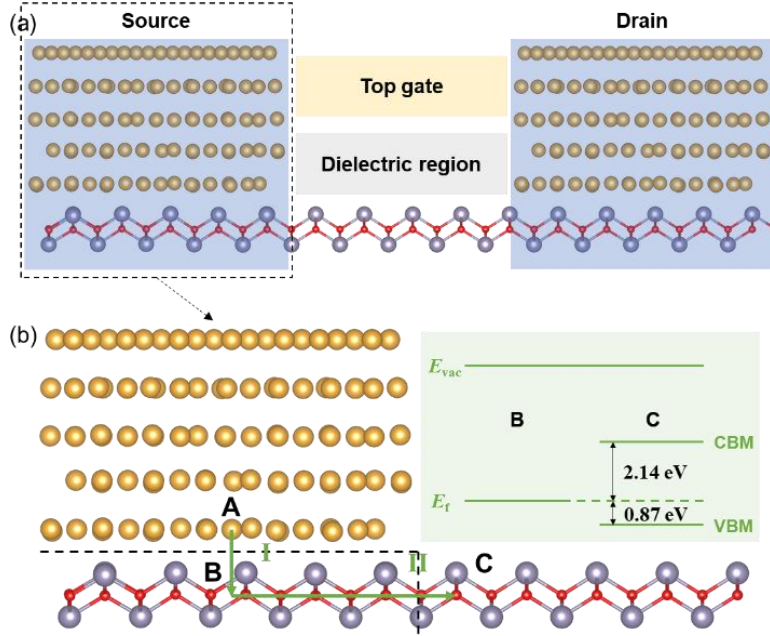 (a)
Source
Drain
Top gate
Dielectric region
(b)
A
I
B
II
C
Evac
B
C
CBM
2.14 eV
Ef
0.87 eV
VBM